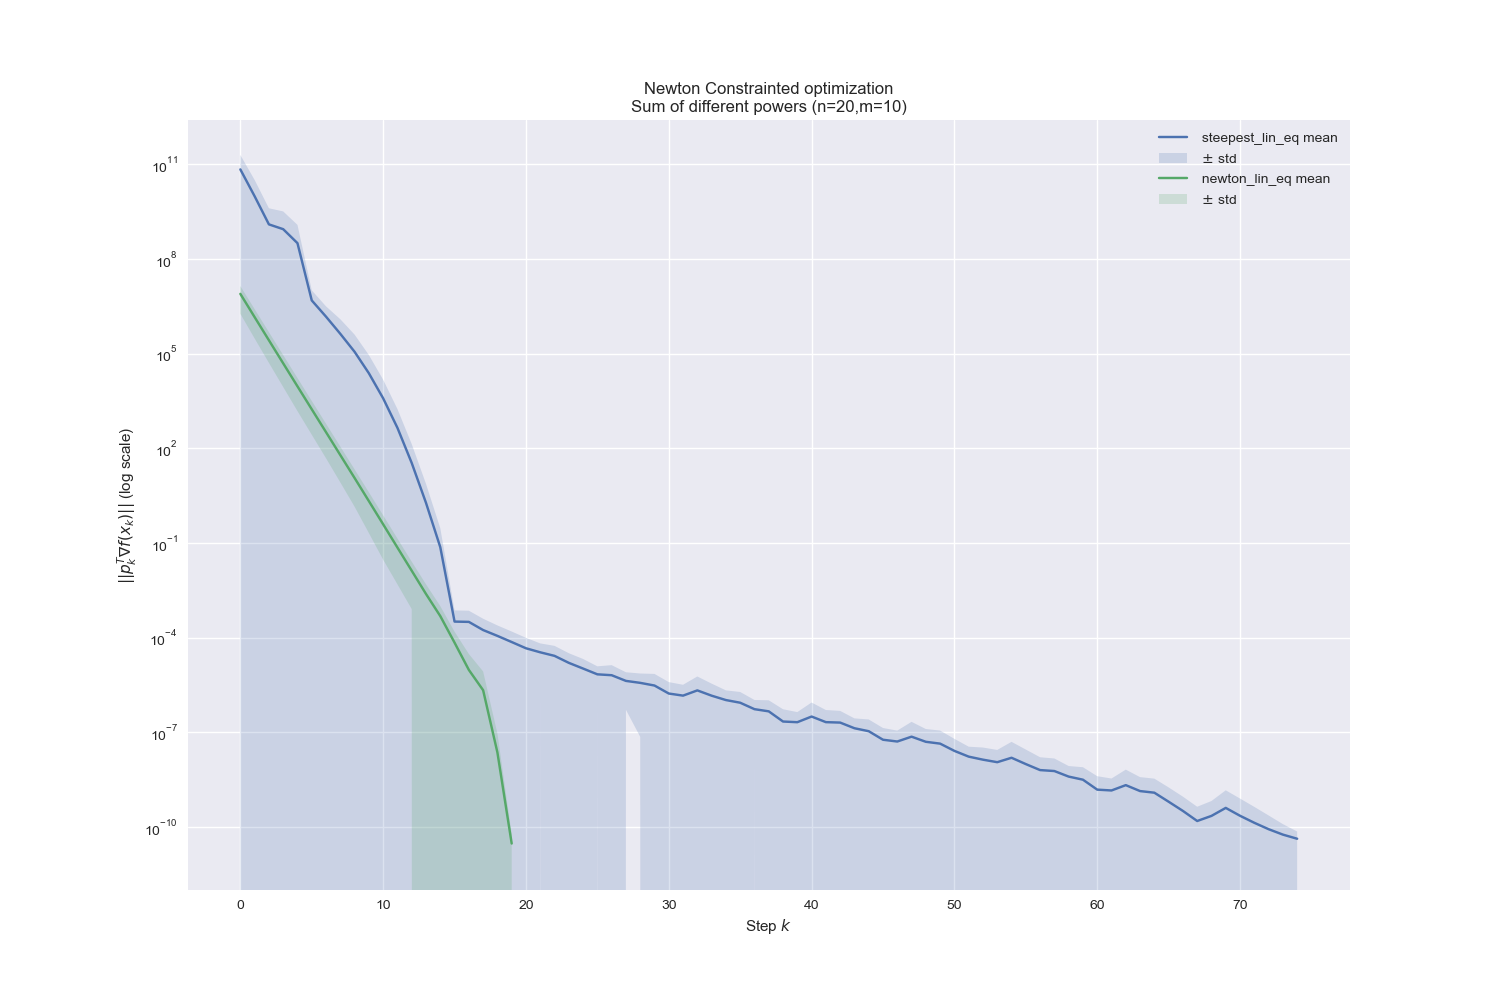 Newton Constrainted optimization
Sum of different powers (n=20,m=10)
steepest_lin_eq mean
± std
newton_lin_eq mean
± std
10^11
10^8
10^5
10^2
10^−1
10^−4
10^−7
10^−10
||p_k^T∇f(x_k)|| (log scale)
0 10 20 30 40 50 60 70
Step k